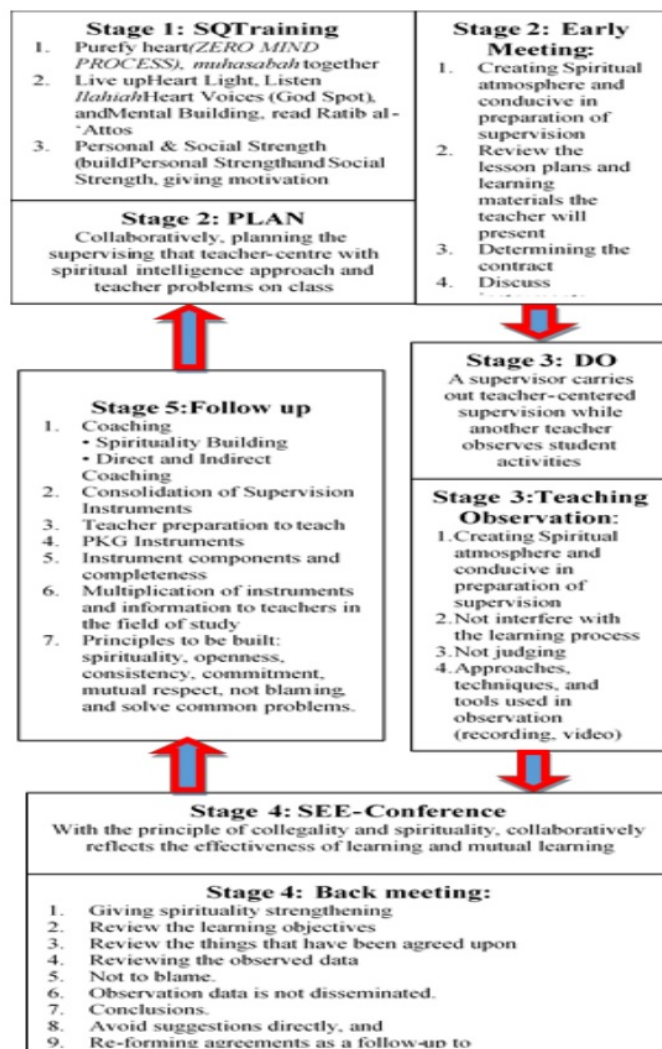 Stage 1: SQTraining
1. Purefy heart(ZERO MIND
PROCESS), muhasabah together
2. Live upHeart Light, Listen
IlahiahHeart Voices (God Spot),
andMental Building, read Ratib al-
‘Attos
3. Personal & Social Strength
(buildPersonal Strengthand Social
Strength, giving motivation
Stage 2: PLAN
Collaboratively, planning the
supervising that teacher-centre with
spiritual intelligence approach and
teacher problems on class
Stage 2: Early
Meeting:
1. Creating Spiritual
atmosphere and
conducive in
preparation of
supervision
2. Review the
lesson plans and
learning
materials the
teacher will
present
3. Determining the
contract
4. Discuss
Stage 3: DO
A supervisor carries
out teacher-centered
supervision while
another teacher
observes student
activities
Stage 3:Teaching
Observation:
1.Creating Spiritual
atmosphere and
conducive in
preparation of
supervision
2.Not interfere with
the learning process
3.Not judging
4.Approaches,
techniques, and
tools used in
observation
(recording, video)
Stage 5:Follow up
1. Coaching
• Spirituality Building
• Direct and Indirect
Coaching
2. Consolidation of Supervision
Instruments
3. Teacher preparation to teach
4. PKG Instruments
5. Instrument components and
completeness
6. Multiplication of instruments
and information to teachers in
the field of study
7. Principles to be built:
spirituality, openness,
consistency, commitment,
mutual respect, not blaming,
and solve common problems.
Stage 4: SEE-Conference
With the principle of collegality and spirituality, collaboratively
reflects the effectiveness of learning and mutual learning
Stage 4: Back meeting:
1. Giving spirituality strengthening
2. Review the learning objectives
3. Review the things that have been agreed upon
4. Reviewing the observed data
5. Not to blame.
6. Observation data is not disseminated.
7. Conclusions.
8. Avoid suggestions directly, and
9. Re-forming agreements as a follow-up to